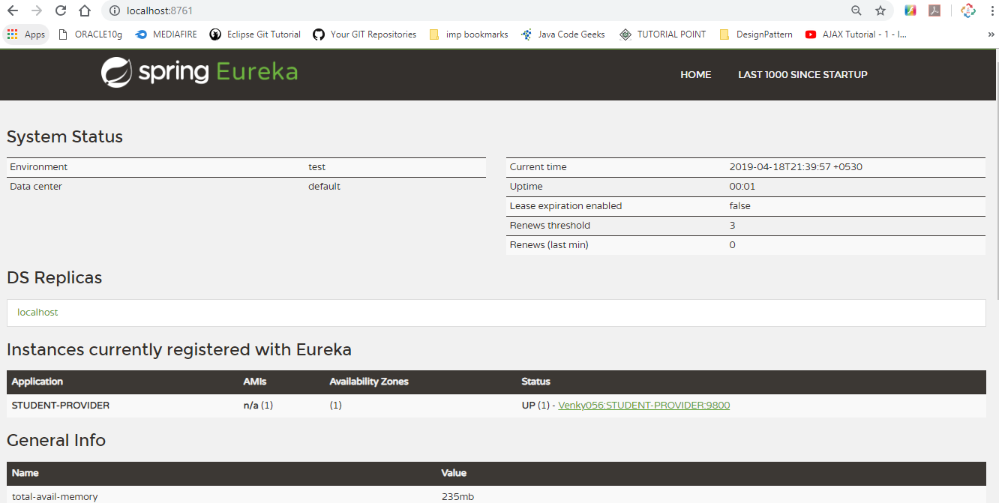 localhost:8761
Apps ORACLE10g MEDIAFIRE Eclipse Git Tutorial Your GIT Repositories imp bookmarks Java Code Geeks TUTORIAL POINT DesignPattern AJAX Tutorial - 1 - I... »
spring Eureka HOME LAST 1000 SINCE STARTUP
System Status
Environment test
Data center default
Current time 2019-04-18T21:39:57 +0530
Uptime 00:01
Lease expiration enabled false
Renews threshold 3
Renews (last min) 0
DS Replicas
localhost
Instances currently registered with Eureka
Application AMIs Availability Zones Status
STUDENT-PROVIDER n/a (1) (1) UP (1) - Venky056:STUDENT-PROVIDER:9800
General Info
Name Value
total-avail-memory 235mb